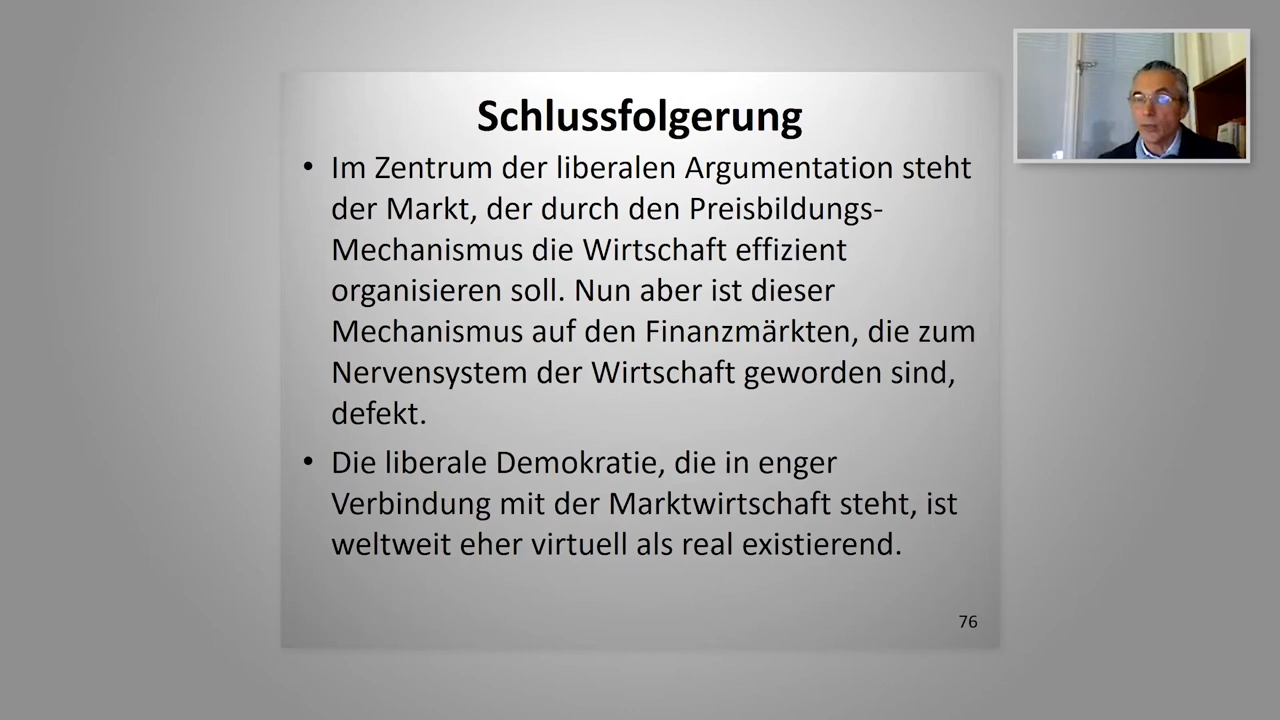 Schlussfolgerung
• Im Zentrum der liberalen Argumentation steht
der Markt, der durch den Preisbildungs-
Mechanismus die Wirtschaft effizient
organisieren soll. Nun aber ist dieser
Mechanismus auf den Finanzmärkten, die zum
Nervensystem der Wirtschaft geworden sind,
defekt.
• Die liberale Demokratie, die in enger
Verbindung mit der Marktwirtschaft steht, ist
weltweit eher virtuell als real existierend.
76